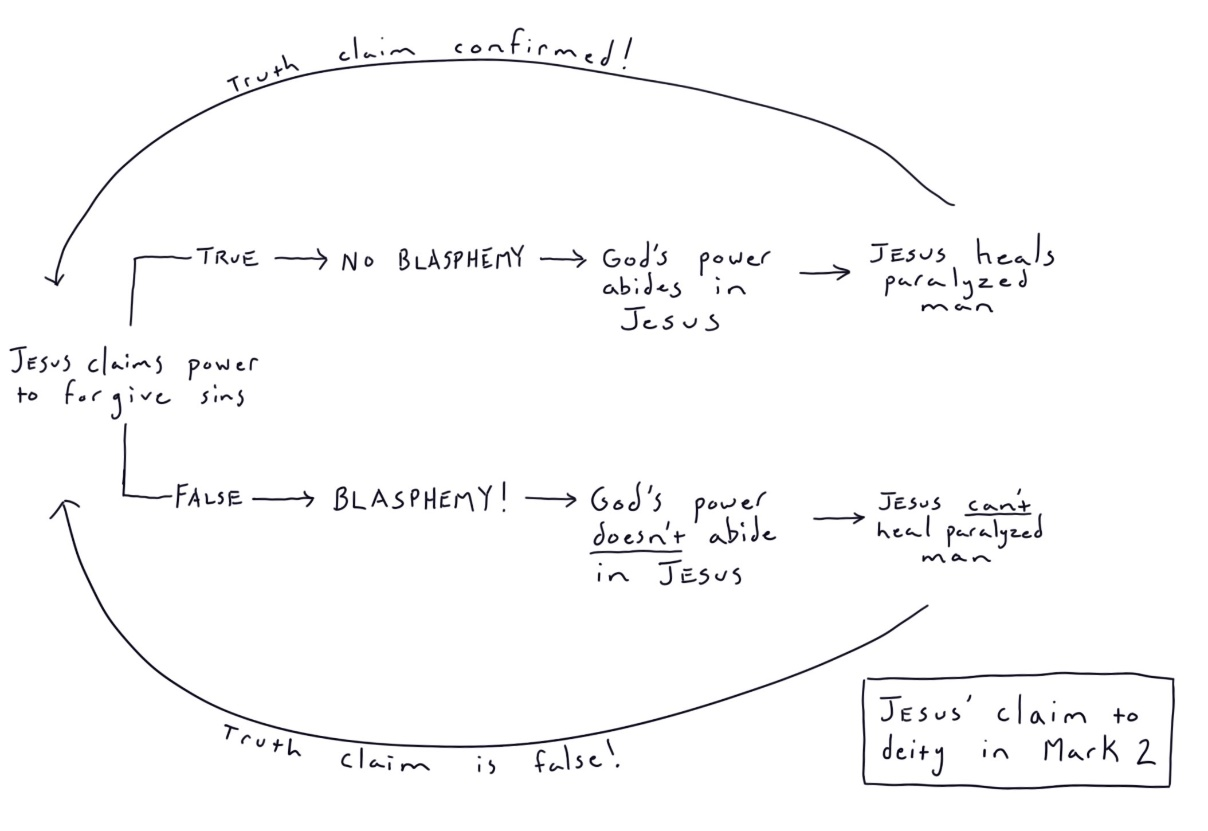 Truth claim confirmed!
TRUE → NO BLASPHEMY → God's power
abides in
Jesus
→ JESUS heals
paralyzed
man
JESUS claims power
to forgive sins
FALSE → BLASPHEMY! → God's power
doesn't abide
in JESUS
→ JESUS can't
heal paralyzed
man
Truth claim is false!
JESUS' claim to
deity in Mark 2